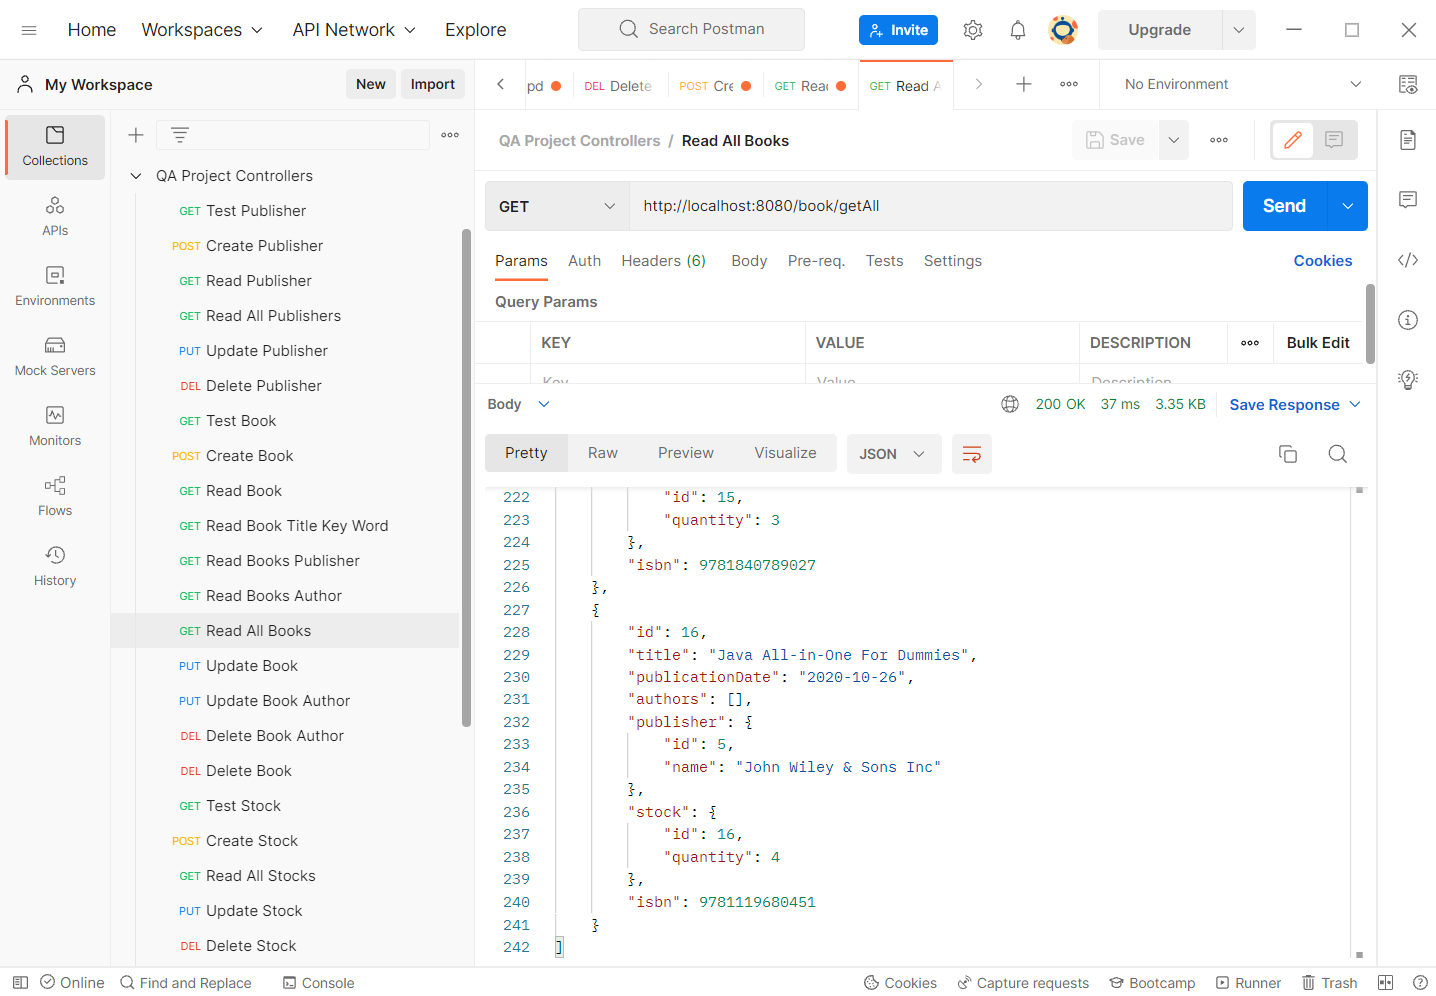 Home Workspaces API Network Explore Search Postman Invite Upgrade
My Workspace New Import
pd DEL Delete POST Cre GET Read GET Read A No Environment
Collections
APIs
Environments
Mock Servers
Monitors
Flows
History
QA Project Controllers
GET Test Publisher
POST Create Publisher
GET Read Publisher
GET Read All Publishers
PUT Update Publisher
DEL Delete Publisher
GET Test Book
POST Create Book
GET Read Book
GET Read Book Title Key Word
GET Read Books Publisher
GET Read Books Author
GET Read All Books
PUT Update Book
PUT Update Book Author
DEL Delete Book Author
DEL Delete Book
GET Test Stock
POST Create Stock
GET Read All Stocks
PUT Update Stock
DEL Delete Stock
QA Project Controllers / Read All Books Save
GET http://localhost:8080/book/getAll Send
Params Auth Headers (6) Body Pre-req. Tests Settings Cookies
Query Params
KEY VALUE DESCRIPTION Bulk Edit
Key Value Description
Body 200 OK 37 ms 3.35 KB Save Response
Pretty Raw Preview Visualize JSON
222 "id": 15,
223 "quantity": 3
224 },
225 "isbn": 9781840789027
226 },
227 {
228 "id": 16,
229 "title": "Java All-in-One For Dummies",
230 "publicationDate": "2020-10-26",
231 "authors": [],
232 "publisher": {
233 "id": 5,
234 "name": "John Wiley & Sons Inc"
235 },
236 "stock": {
237 "id": 16,
238 "quantity": 4
239 },
240 "isbn": 9781119680451
241 }
242 ]
Online Find and Replace Console Cookies Capture requests Bootcamp Runner Trash